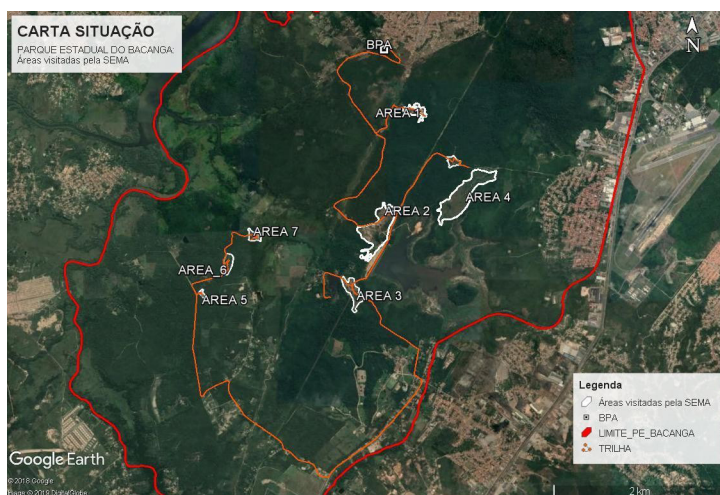 CARTA SITUAÇÃO
PARQUE ESTADUAL DO BACANGA:
Áreas visitadas pela SEMA
N
BPA
AREA 1
AREA 4
AREA 2
AREA 7
AREA_6
AREA 5
AREA 3
Legenda
Áreas visitadas pela SEMA
BPA
LIMITE_PE_BACANGA
TRILHA
Google Earth
© 2018 Google
Image © 2019 DigitalGlobe
2 km